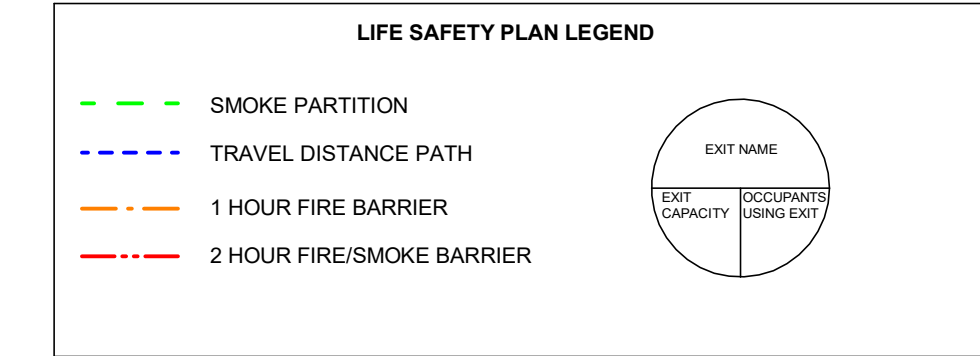 LIFE SAFETY PLAN LEGEND
SMOKE PARTITION
TRAVEL DISTANCE PATH
1 HOUR FIRE BARRIER
2 HOUR FIRE/SMOKE BARRIER
EXIT NAME
EXIT
CAPACITY
OCCUPANTS
USING EXIT